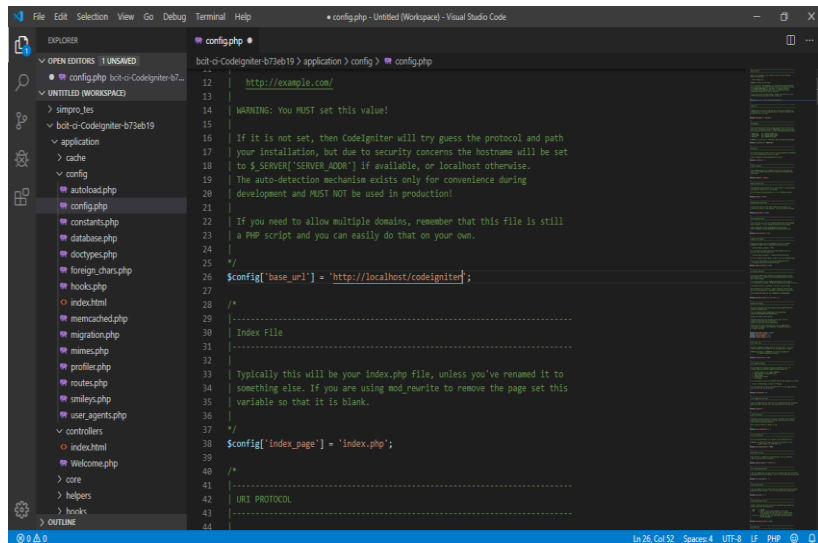 File Edit Selection View Go Debug Terminal Help
● config.php - Untitled (Workspace) - Visual Studio Code
EXPLORER
OPEN EDITORS 1 UNSAVED
● config.php bcit-ci-CodeIgniter-b7...
UNTITLED (WORKSPACE)
> simpro_tes
bcit-ci-CodeIgniter-b73eb19
application
> cache
config
autoload.php
config.php
constants.php
database.php
doctypes.php
foreign_chars.php
hooks.php
index.html
memcached.php
migration.php
mimes.php
profiler.php
routes.php
smileys.php
user_agents.php
controllers
index.html
Welcome.php
> core
> helpers
> hooks
> OUTLINE
config.php ●
bcit-ci-CodeIgniter-b73eb19 > application > config > config.php
12 | http://example.com/
13 |
14 | WARNING: You MUST set this value!
15 |
16 | If it is not set, then CodeIgniter will try guess the protocol and path
17 | your installation, but due to security concerns the hostname will be set
18 | to $_SERVER['SERVER_ADDR'] if available, or localhost otherwise.
19 | The auto-detection mechanism exists only for convenience during
20 | development and MUST NOT be used in production!
21 |
22 | If you need to allow multiple domains, remember that this file is still
23 | a PHP script and you can easily do that on your own.
24 |
25 */
26 $config['base_url'] = 'http://localhost/codeigniter';
27
28 /*
29 |--------------------------------------------------------------------------
30 | Index File
31 |--------------------------------------------------------------------------
32 |
33 | Typically this will be your index.php file, unless you've renamed it to
34 | something else. If you are using mod_rewrite to remove the page set this
35 | variable so that it is blank.
36 |
37 */
38 $config['index_page'] = 'index.php';
39
40 /*
41 |--------------------------------------------------------------------------
42 | URI PROTOCOL
43 |--------------------------------------------------------------------------
44 |
0 0
Ln 26, Col 52 Spaces: 4 UTF-8 LF PHP